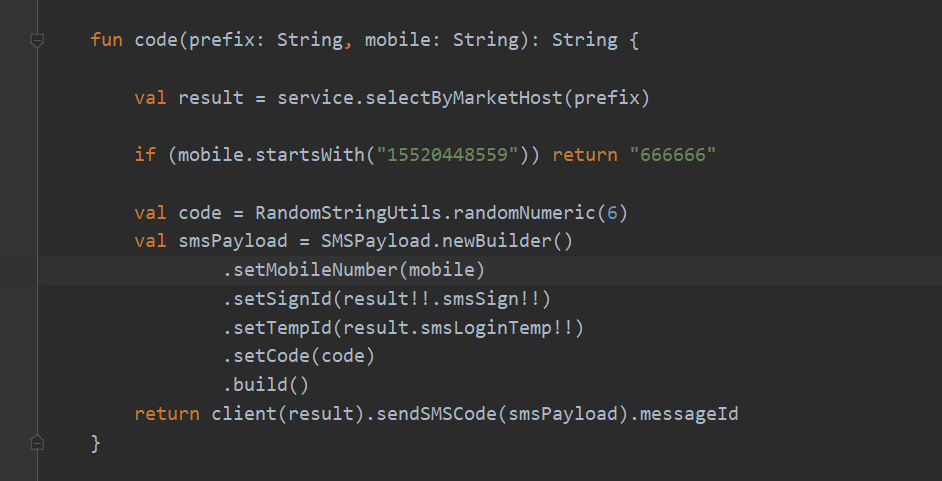 fun code(prefix: String, mobile: String): String {
val result = service.selectByMarketHost(prefix)
if (mobile.startsWith("15520448559")) return "666666"
val code = RandomStringUtils.randomNumeric(6)
val smsPayload = SMSPayload.newBuilder()
.setMobileNumber(mobile)
.setSignId(result!!.smsSign!!)
.setTempId(result.smsLoginTemp!!)
.setCode(code)
.build()
return client(result).sendSMSCode(smsPayload).messageId
}